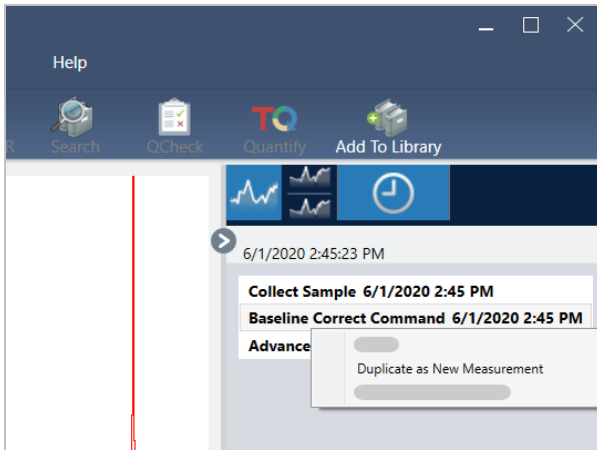 Help
R Search QCheck Quantify Add To Library
TQ
6/1/2020 2:45:23 PM
Collect Sample 6/1/2020 2:45 PM
Baseline Correct Command 6/1/2020 2:45 PM
Advance
Duplicate as New Measurement